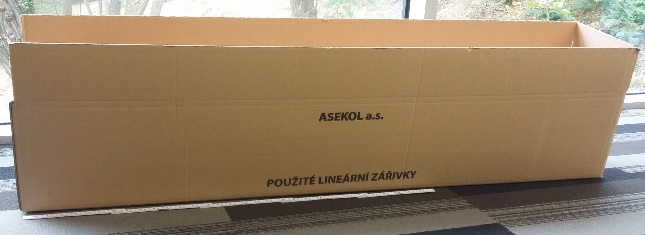 ASEKOL a.s.
POUŽITÉ LINEÁRNÍ ZÁŘIVKY